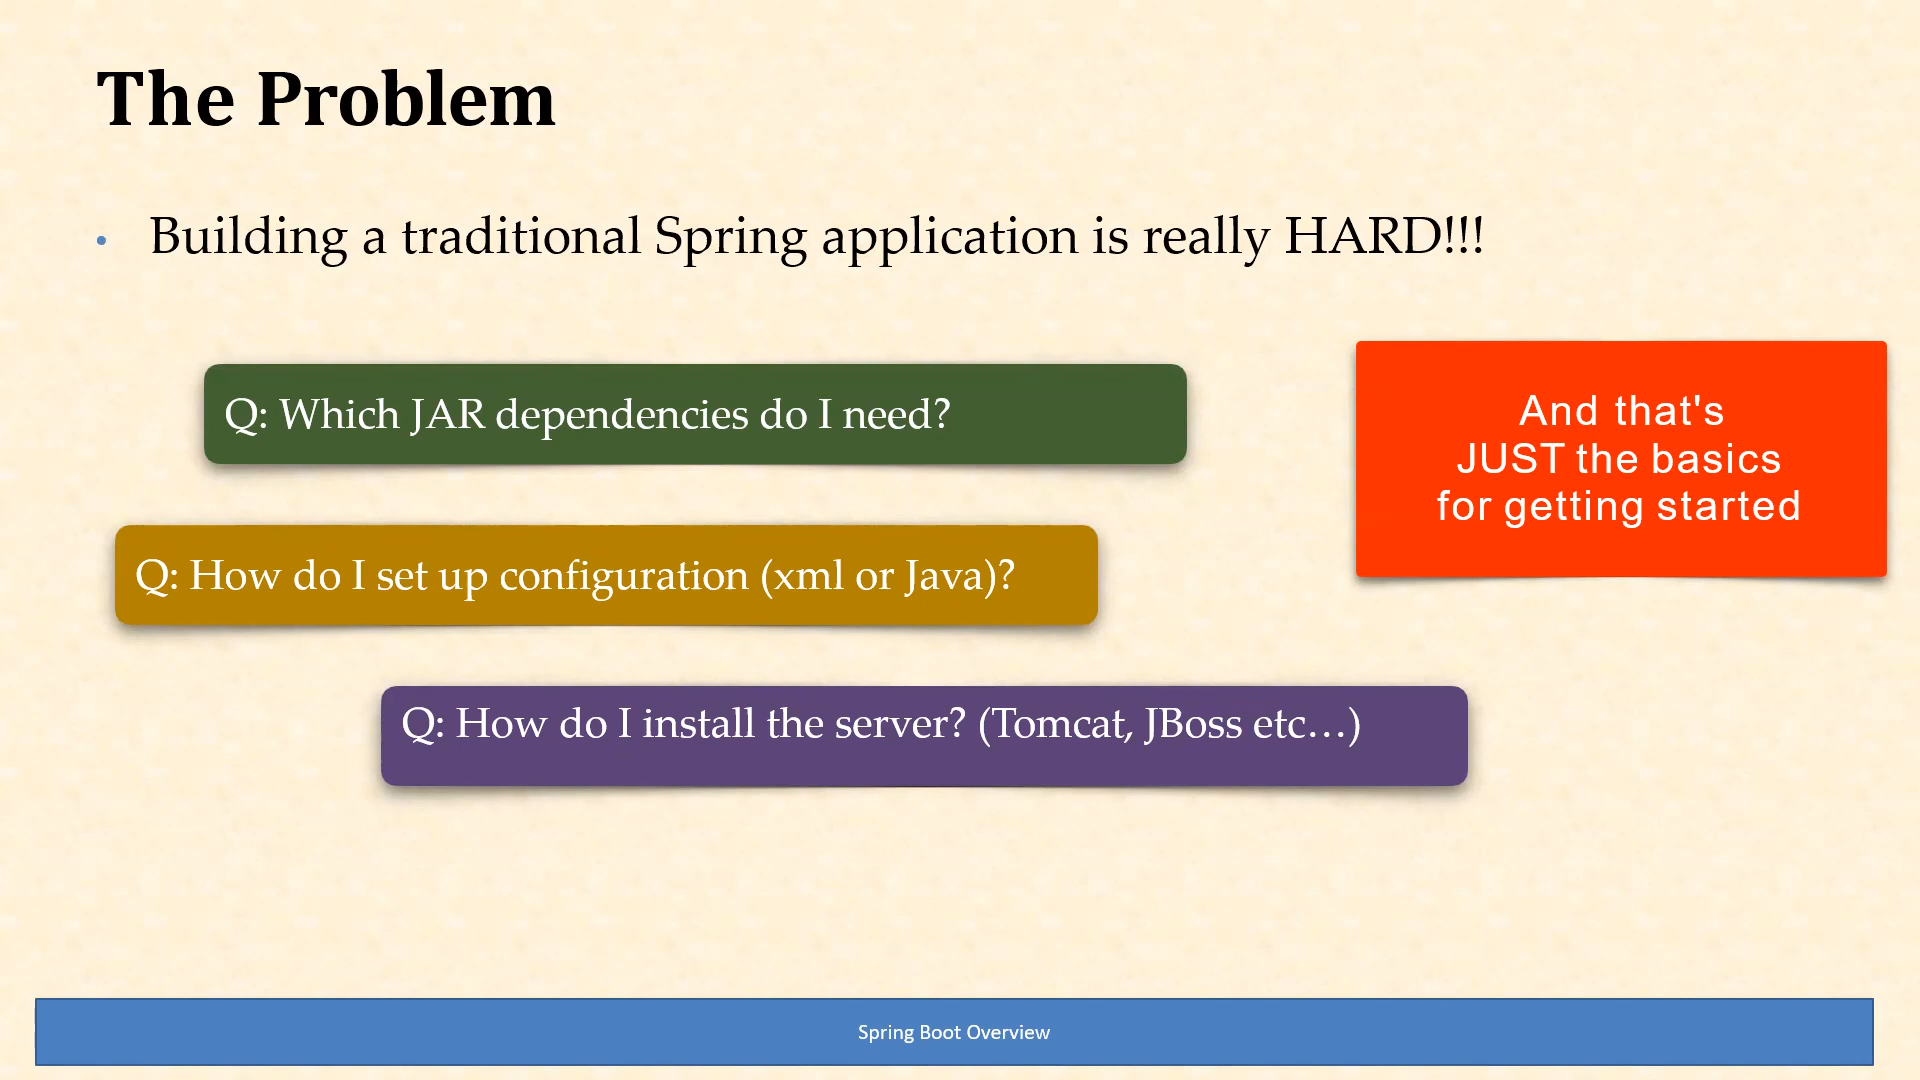 The Problem
• Building a traditional Spring application is really HARD!!!
Q: Which JAR dependencies do I need?
And that's
JUST the basics
for getting started
Q: How do I set up configuration (xml or Java)?
Q: How do I install the server? (Tomcat, JBoss etc…)
Spring Boot Overview